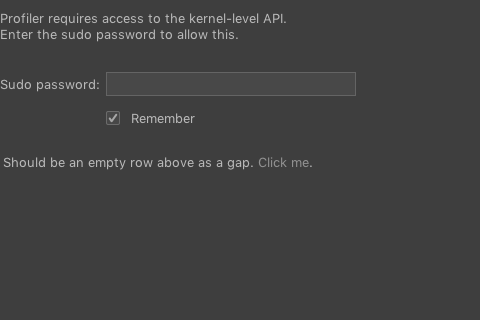 Profiler requires access to the kernel-level API.
Enter the sudo password to allow this.
Sudo password:
Remember
Should be an empty row above as a gap. Click me.